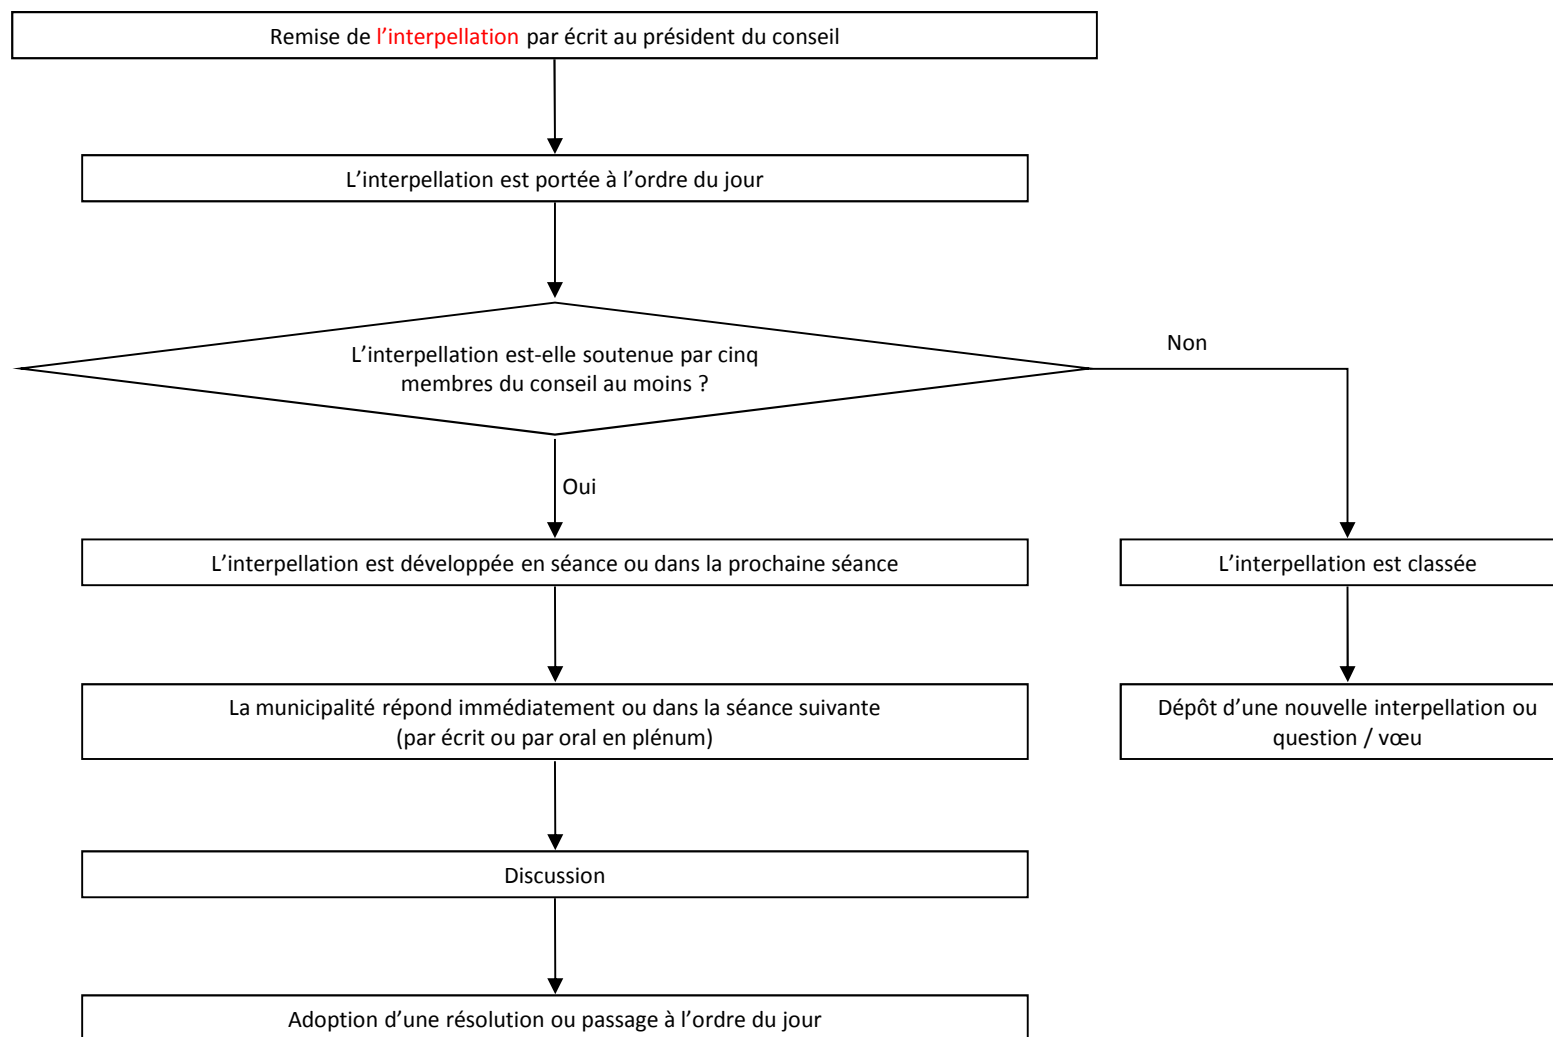 Remise de l’interpellation par écrit au président du conseil
L’interpellation est portée à l’ordre du jour
L’interpellation est-elle soutenue par cinq
membres du conseil au moins ?
Non
Oui
L’interpellation est développée en séance ou dans la prochaine séance
L’interpellation est classée
La municipalité répond immédiatement ou dans la séance suivante
(par écrit ou par oral en plénum)
Dépôt d’une nouvelle interpellation ou
question / vœu
Discussion
Adoption d’une résolution ou passage à l’ordre du jour